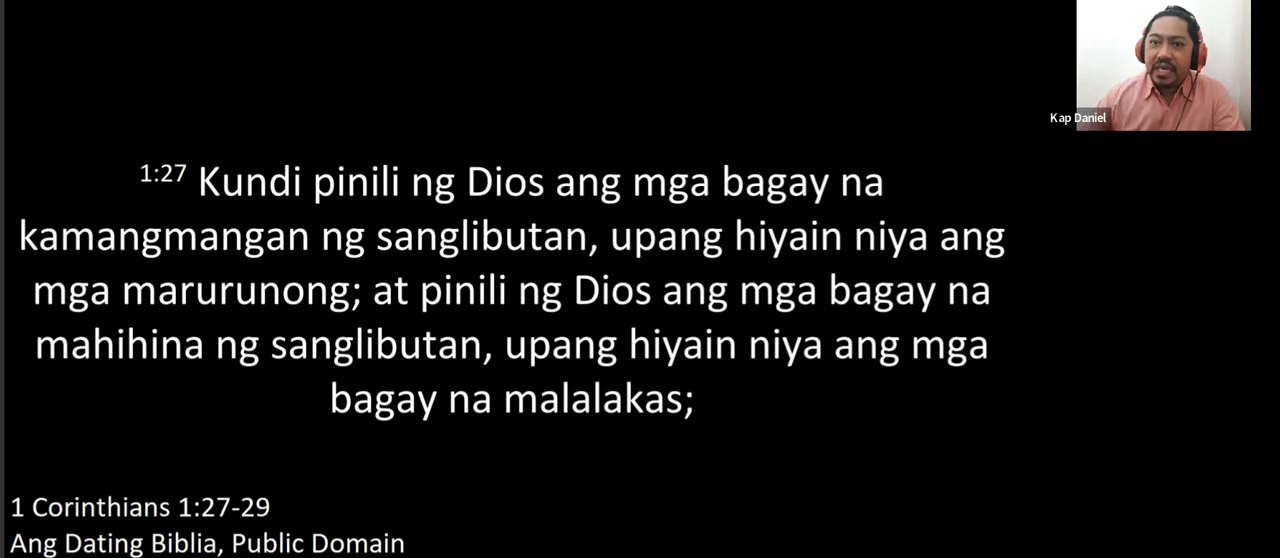 Kap Daniel
1:27 Kundi pinili ng Dios ang mga bagay na
kamangmangan ng sanglibutan, upang hiyain niya ang
mga marurunong; at pinili ng Dios ang mga bagay na
mahihina ng sanglibutan, upang hiyain niya ang mga
bagay na malalakas;
1 Corinthians 1:27-29
Ang Dating Biblia, Public Domain